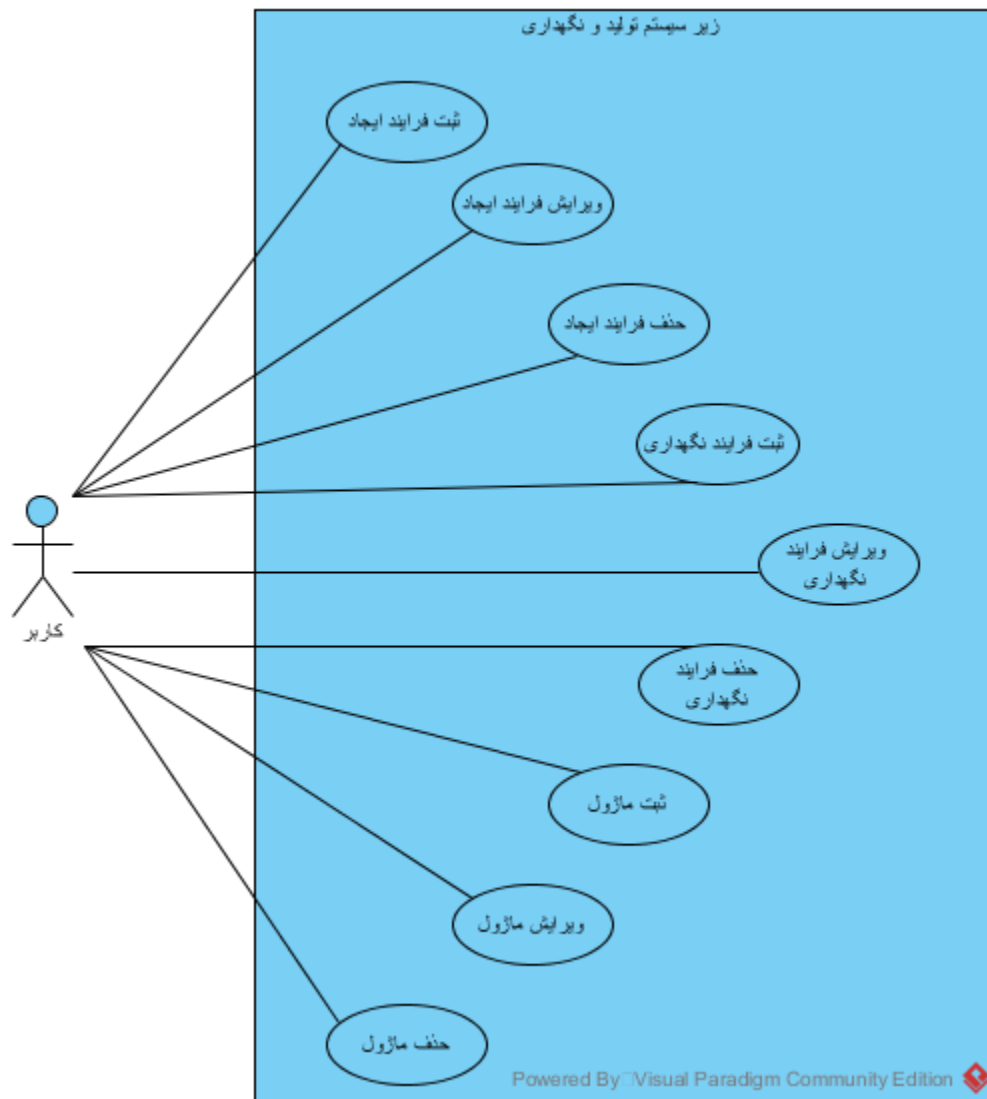 زیر سیستم تولید و نگهداری
ثبت فرایند ایجاد
ویرایش فرایند ایجاد
حذف فرایند ایجاد
ثبت فرایند نگهداری
ویرایش فرایند
نگهداری
کاربر
حذف فرایند
نگهداری
ثبت ماژول
ویرایش ماژول
حذف ماژول
Powered By Visual Paradigm Community Edition